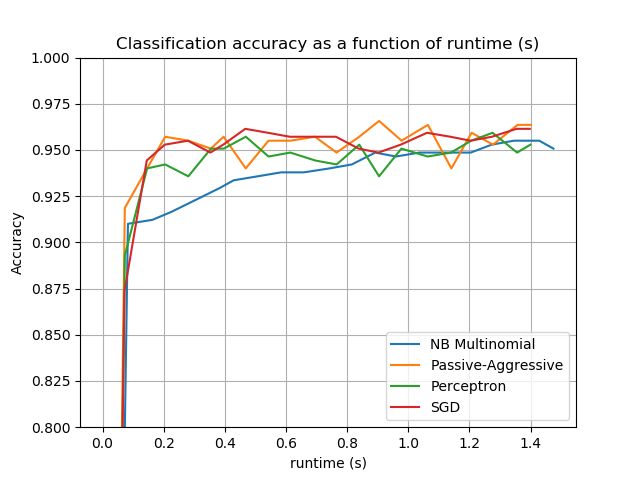 Classification accuracy as a function of runtime (s)
1.000
0.975
0.950
0.925
0.900
0.875
0.850
0.825
0.800
Accuracy
NB Multinomial
Passive-Aggressive
Perceptron
SGD
0.0 0.2 0.4 0.6 0.8 1.0 1.2 1.4
runtime (s)